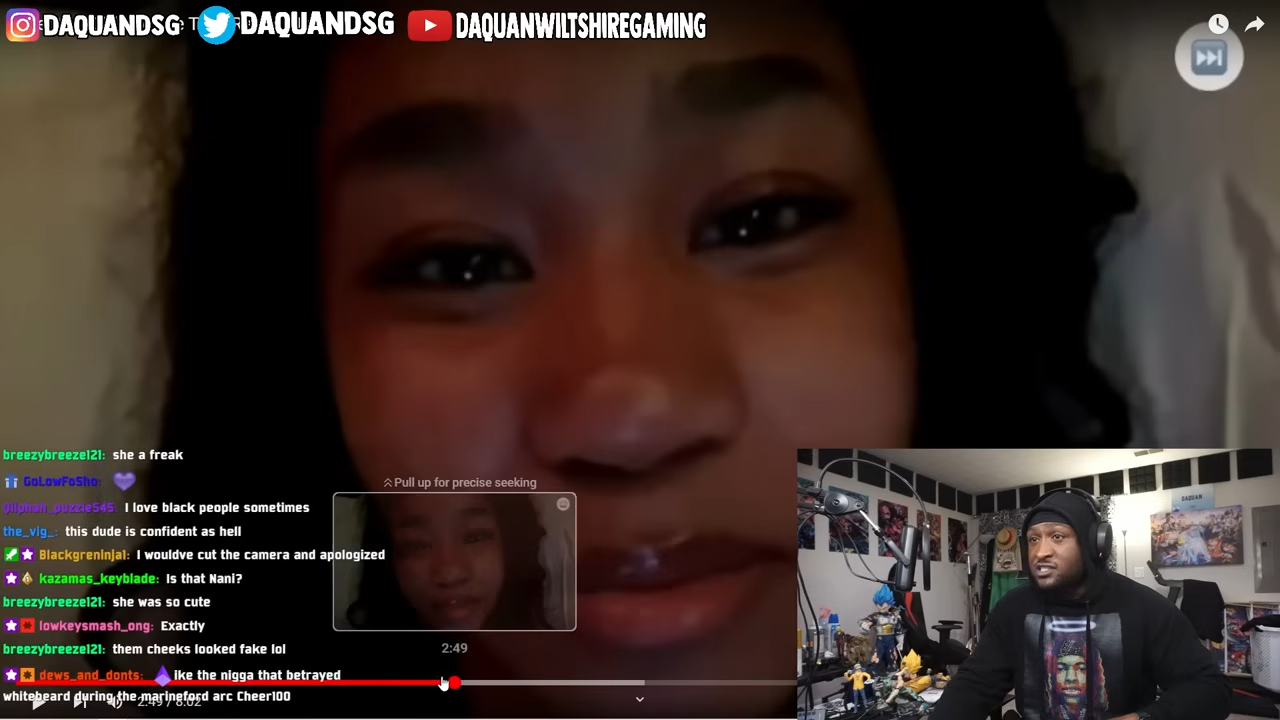 DAQUANDSG DAQUANDSG DAQUANWILTSHIREGAMING
DAQUAN
breezybreeze121: she a freak
GoLowFoSho:
I love black people sometimes
the_vig_: this dude is confident as hell
Blackgreninja1: I wouldve cut the camera and apologized
kazamas_keyblade: Is that Nani?
breezybreeze121: she was so cute
lowkeysmash_ong: Exactly
breezybreeze121: them cheeks looked fake lol
dews_and_donts: ike the nigga that betrayed
whitebeard during the marineford arc Cheer100
Pull up for precise seeking
2:49
2:49 / 8:02